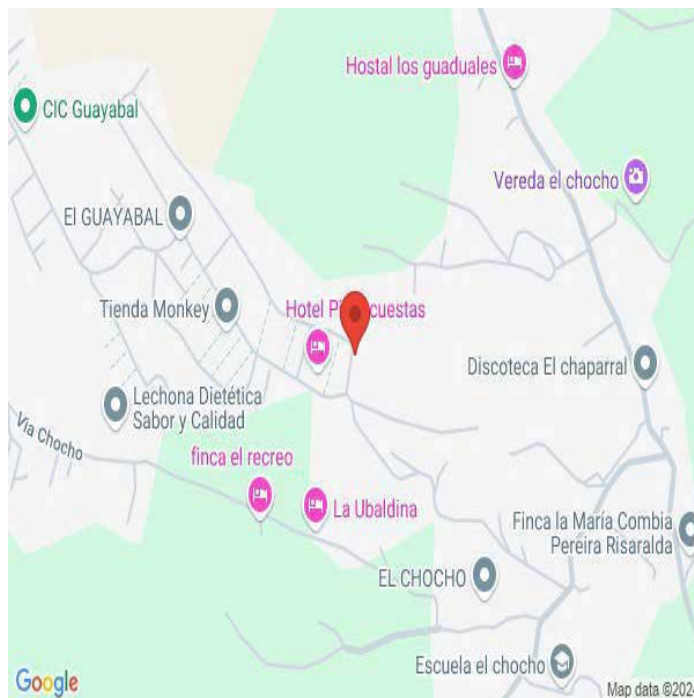 Hostal los guaduales
CIC Guayabal
Vereda el chocho
El GUAYABAL
Tienda Monkey
Hotel Pi
cuestas
Discoteca El chaparral
Lechona Dietética
Sabor y Calidad
Via Chocho
finca el recreo
La Ubaldina
Finca la María Combia
Pereira Risaralda
EL CHOCHO
Escuela el chocho
Google
Map data ©202